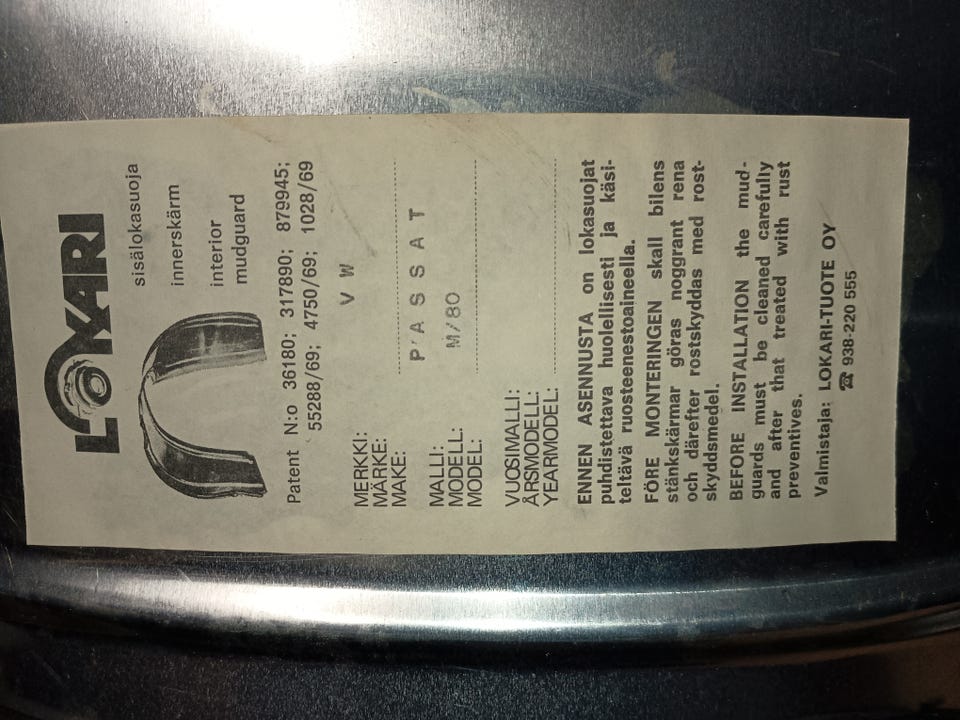 LOKARI
sisälokasuoja
innerskärm
interior
mudguard
Patent N:o 36180; 317890; 879945;
55288/69; 4750/69; 1028/69
MERKKI:
MÄRKE:
MAKE:
V W
MALLI:
MODELL:
MODEL:
P'ASSAT
M/80
VUOSIMALLI:
ÅRSMODELL:
YEARMODEL:
ENNEN ASENNUSTA on lokasuojat
puhdistettava huolellisesti ja käsi-
teltävä ruosteenestoaineella.
FÖRE MONTERINGEN skall bilens
stänkskärmar göras noggrant rena
och därefter rostskyddas med rost-
skyddsmedel.
BEFORE INSTALLATION the mud-
guards must be cleaned carefully
and after that treated with rust
preventives.
Valmistaja: LOKARI-TUOTE OY
☎ 938-220 555